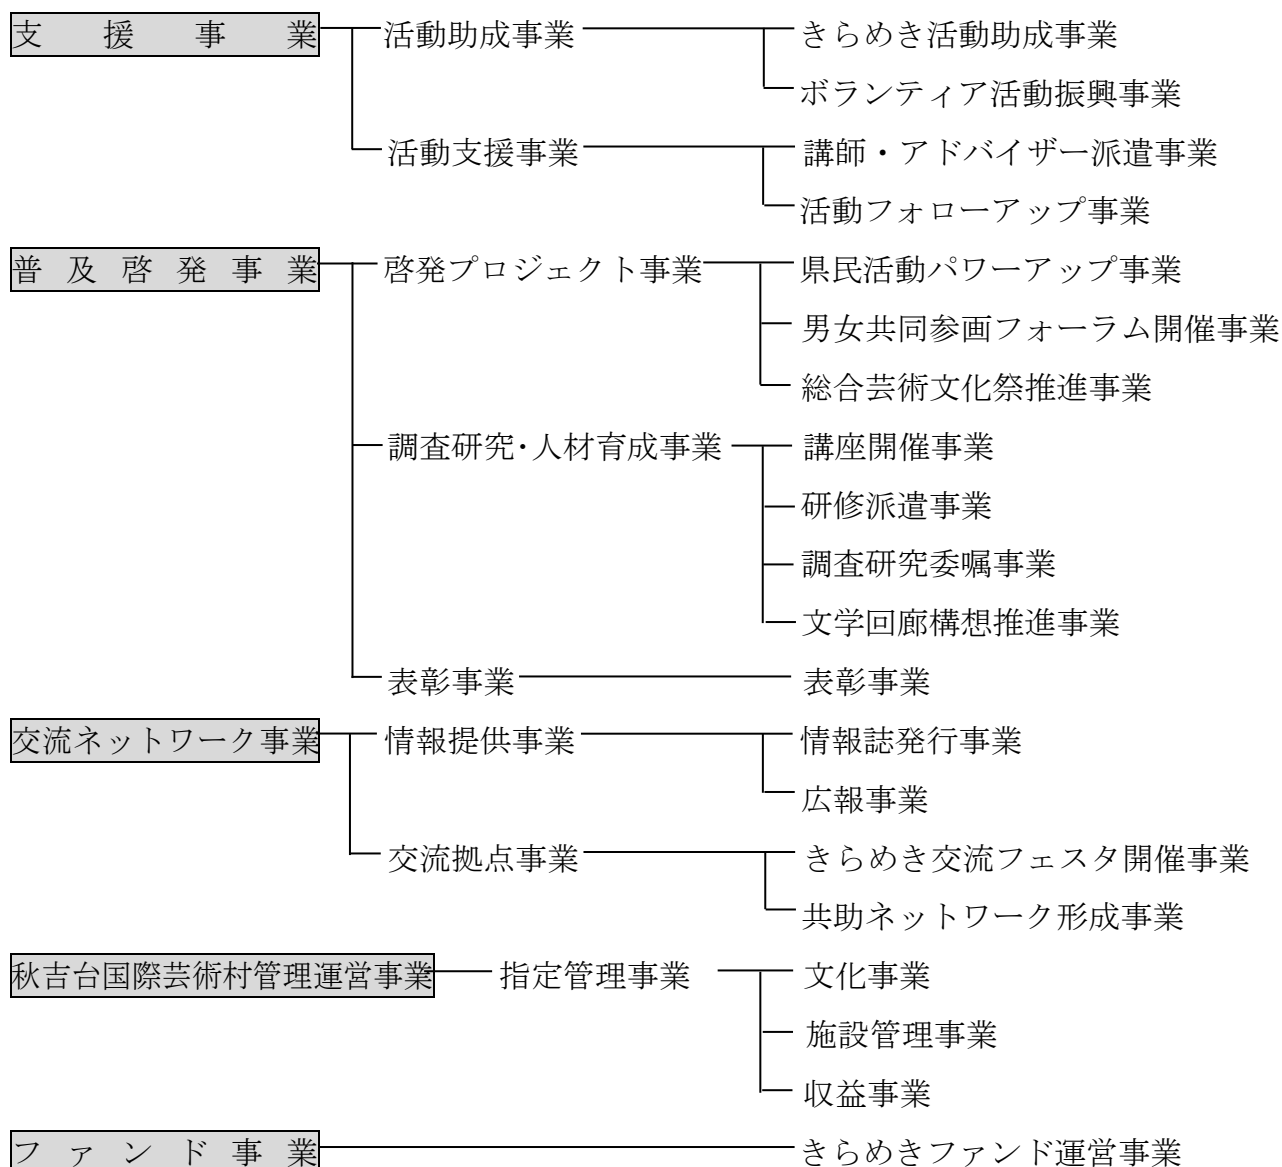 支援事業 活動助成事業 きらめき活動助成事業
ボランティア活動振興事業
活動支援事業 講師・アドバイザー派遣事業
活動フォローアップ事業
普及啓発事業 啓発プロジェクト事業 県民活動パワーアップ事業
男女共同参画フォーラム開催事業
総合芸術文化祭推進事業
調査研究・人材育成事業 講座開催事業
研修派遣事業
調査研究委嘱事業
文学回廊構想推進事業
表彰事業 表彰事業
交流ネットワーク事業 情報提供事業 情報誌発行事業
広報事業
交流拠点事業 きらめき交流フェスタ開催事業
共助ネットワーク形成事業
秋吉台国際芸術村管理運営事業 指定管理事業 文化事業
施設管理事業
収益事業
ファンド事業 きらめきファンド運営事業